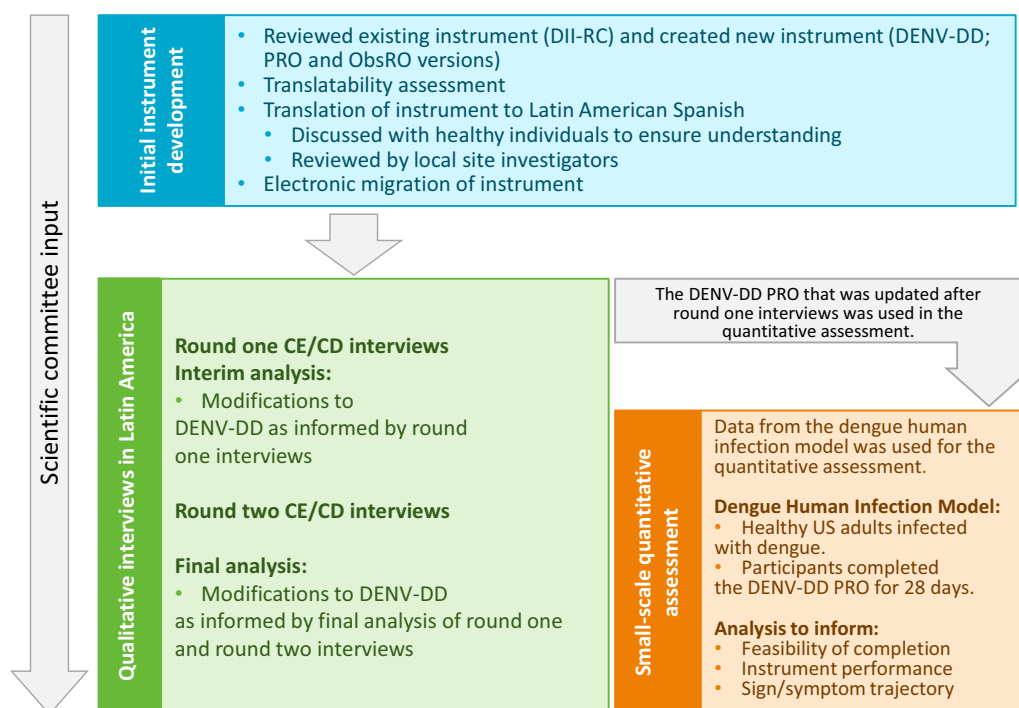 Scientific committee input
Initial instrument
development
• Reviewed existing instrument (DII-RC) and created new instrument (DENV-DD;
PRO and ObsRO versions)
• Translatability assessment
• Translation of instrument to Latin American Spanish
• Discussed with healthy individuals to ensure understanding
• Reviewed by local site investigators
• Electronic migration of instrument
Qualitative interviews in Latin America
Round one CE/CD interviews
Interim analysis:
• Modifications to
DENV-DD as informed by round
one interviews
Round two CE/CD interviews
Final analysis:
• Modifications to DENV-DD
as informed by final analysis of round one
and round two interviews
The DENV-DD PRO that was updated after
round one interviews was used in the
quantitative assessment.
Small-scale quantitative
assessment
Data from the dengue human
infection model was used for the
quantitative assessment.
Dengue Human Infection Model:
• Healthy US adults infected
with dengue.
• Participants completed
the DENV-DD PRO for 28 days.
Analysis to inform:
• Feasibility of completion
• Instrument performance
• Sign/symptom trajectory